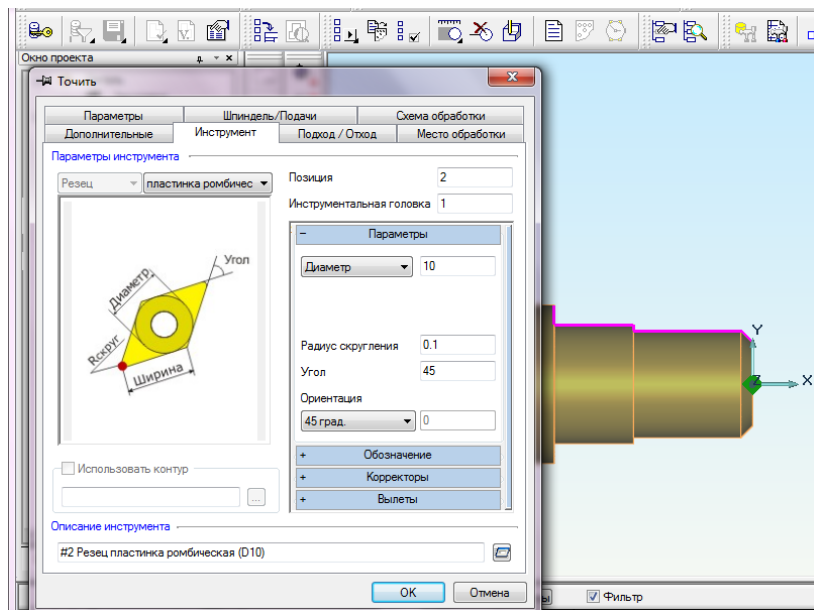 Окно проекта
Точить
Параметры
Шпиндель/Подачи
Схема обработки
Дополнительные
Инструмент
Подход / Отход
Место обработки
Параметры инструмента
Резец
пластинка ромбичес
Позиция
2
Инструментальная головка
1
Параметры
Диаметр
10
Радиус скругления
0.1
Угол
45
Ориентация
45 град.
0
Обозначение
Корректоры
Вылеты
Угол
Диаметр
Rскруг
Ширина
Использовать контур
...
Описание инструмента
#2 Резец пластинка ромбическая (D10)
OK
Отмена
Y
Z
X
Фильтр